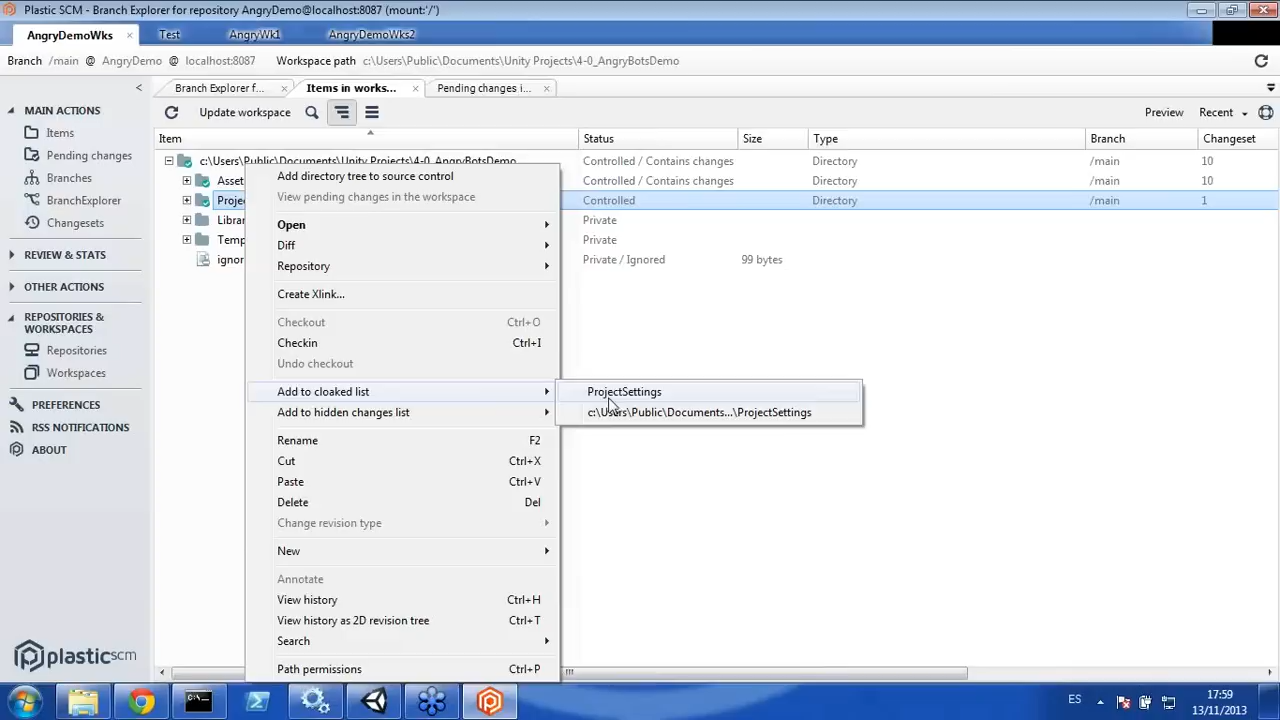 Plastic SCM - Branch Explorer for repository AngryDemo@localhost:8087 (mount:'/')
AngryDemoWks
Test
AngryWk1
AngryDemoWks2
Branch /main @ AngryDemo @ localhost:8087 Workspace path c:\Users\Public\Documents\Unity Projects\4-0_AngryBotsDemo
Branch Explorer f...
Items in works...
Pending changes i...
MAIN ACTIONS
Items
Pending changes
Branches
BranchExplorer
Changesets
REVIEW & STATS
OTHER ACTIONS
REPOSITORIES &
WORKSPACES
Repositories
Workspaces
PREFERENCES
RSS NOTIFICATIONS
ABOUT
plasticscm
Update workspace
Preview
Recent
Item Status Size Type Branch Changeset
c:\Users\Public\Documents\Unity Projects\4-0_AngryBotsDemo Controlled / Contains changes Directory /main 10
Asset Controlled / Contains changes Directory /main 10
Projec Controlled Directory /main 1
Librar Private
Temp Private
ignor Private / Ignored 99 bytes
Add directory tree to source control
View pending changes in the workspace
Open
Diff
Repository
Create Xlink...
Checkout Ctrl+O
Checkin Ctrl+I
Undo checkout
Add to cloaked list
Add to hidden changes list
Rename F2
Cut Ctrl+X
Paste Ctrl+V
Delete Del
Change revision type
New
Annotate
View history Ctrl+H
View history as 2D revision tree Ctrl+T
Search
Path permissions Ctrl+P
ProjectSettings
c:\Users\Public\Documents...\ProjectSettings
ES
17:59
13/11/2013